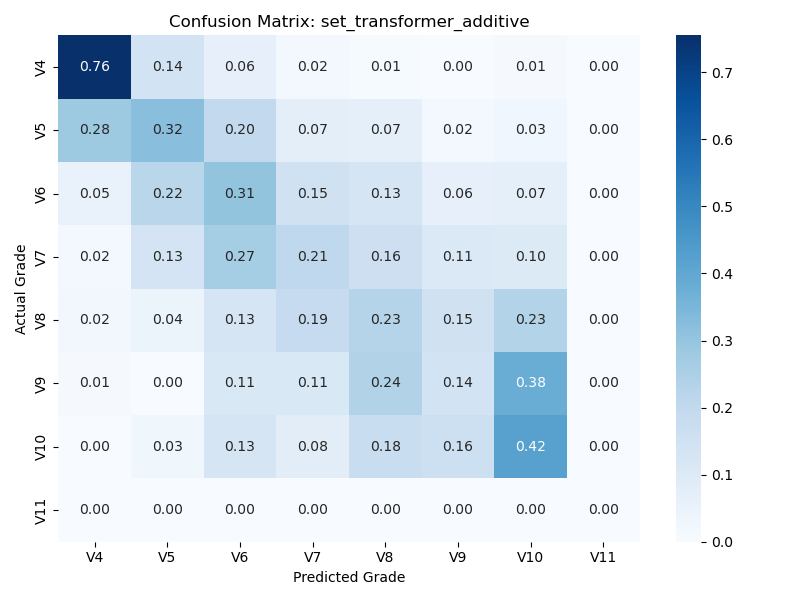 Confusion Matrix: set_transformer_additive
V4 0.76 0.14 0.06 0.02 0.01 0.00 0.01 0.00 0.7
V5 0.28 0.32 0.20 0.07 0.07 0.02 0.03 0.00 0.6
V6 0.05 0.22 0.31 0.15 0.13 0.06 0.07 0.00 0.5
V7 0.02 0.13 0.27 0.21 0.16 0.11 0.10 0.00 0.4
V8 0.02 0.04 0.13 0.19 0.23 0.15 0.23 0.00 0.3
V9 0.01 0.00 0.11 0.11 0.24 0.14 0.38 0.00 0.2
V10 0.00 0.03 0.13 0.08 0.18 0.16 0.42 0.00 0.1
V11 0.00 0.00 0.00 0.00 0.00 0.00 0.00 0.00 0.0
V4 V5 V6 V7 V8 V9 V10 V11
Predicted Grade
Actual Grade